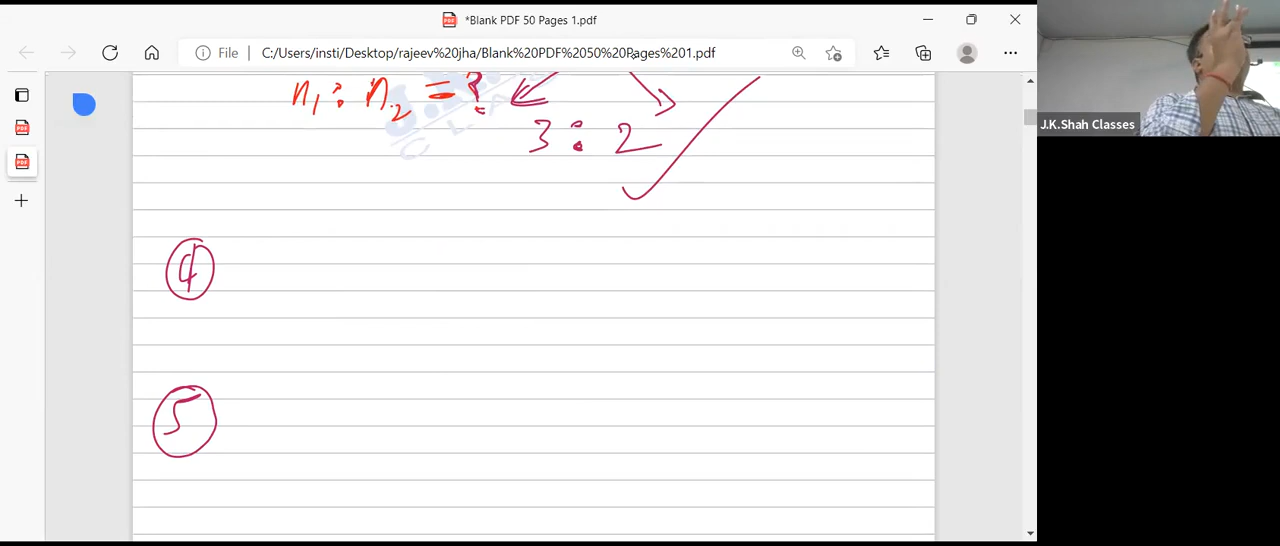 *Blank PDF 50 Pages 1.pdf
File C:/Users/insti/Desktop/rajeev%20jha/Blank%20PDF%2050%20Pages%201.pdf
J.K.Shah Classes
n1 : n2 = ?
3 : 2
4
5